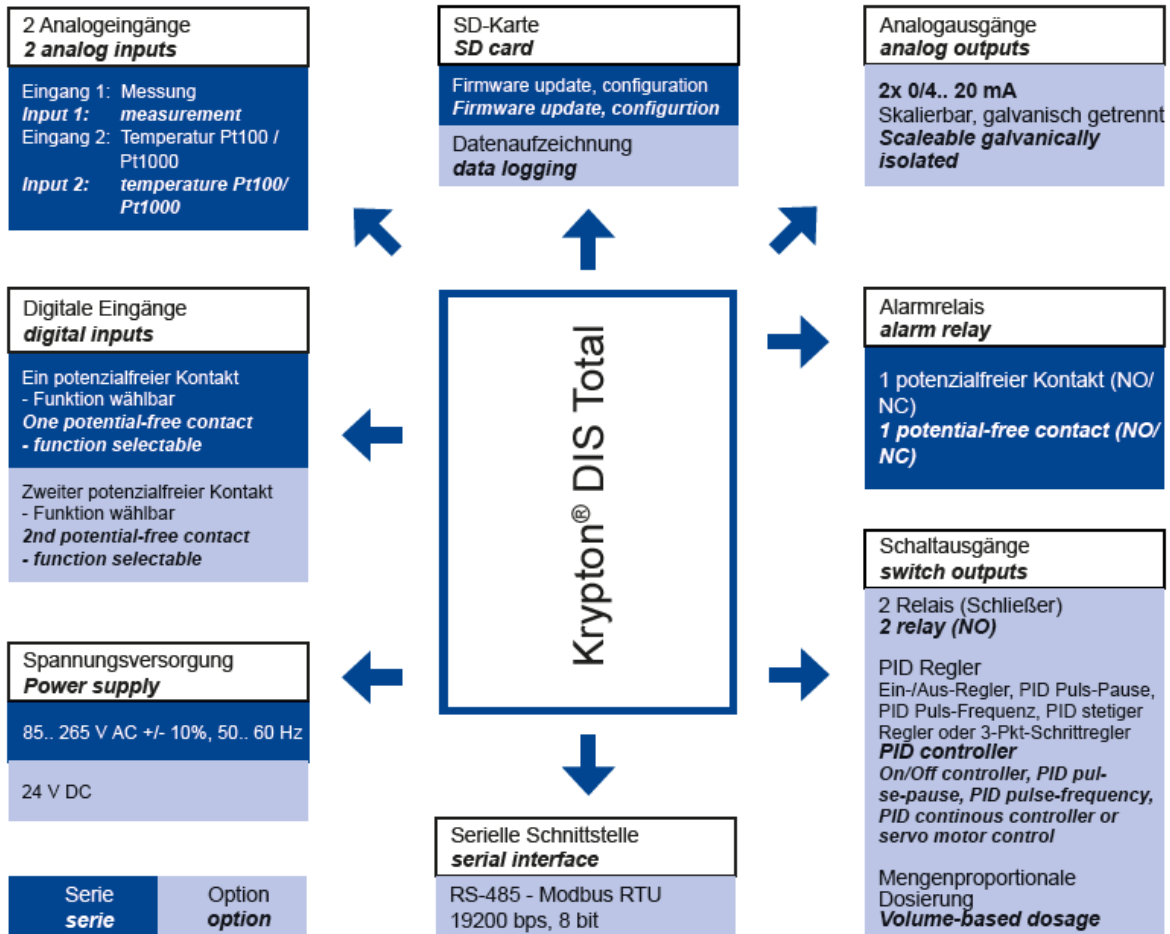 2 Analogeingänge
2 analog inputs
Eingang 1: Messung
Input 1: measurement
Eingang 2: Temperatur Pt100 /
Pt1000
Input 2: temperature Pt100/
Pt1000
SD-Karte
SD card
Firmware update, configuration
Firmware update, configurtion
Datenaufzeichnung
data logging
Analogausgänge
analog outputs
2x 0/4.. 20 mA
Skalierbar, galvanisch getrennt
Scaleable galvanically
isolated
Digitale Eingänge
digital inputs
Ein potenzialfreier Kontakt
- Funktion wählbar
One potential-free contact
- function selectable
Zweiter potenzialfreier Kontakt
- Funktion wählbar
2nd potential-free contact
- function selectable
Krypton® DIS Total
Alarmrelais
alarm relay
1 potenzialfreier Kontakt (NO/
NC)
1 potential-free contact (NO/
NC)
Spannungsversorgung
Power supply
85.. 265 V AC +/- 10%, 50.. 60 Hz
24 V DC
Schaltausgänge
switch outputs
2 Relais (Schließer)
2 relay (NO)
PID Regler
Ein-/Aus-Regler, PID Puls-Pause,
PID Puls-Frequenz, PID stetiger
Regler oder 3-Pkt-Schrittregler
PID controller
On/Off controller, PID pul-
se-pause, PID pulse-frequency,
PID continous controller or
servo motor control
Mengenproportionale
Dosierung
Volume-based dosage
Serielle Schnittstelle
serial interface
RS-485 - Modbus RTU
19200 bps, 8 bit
Serie
serie
Option
option